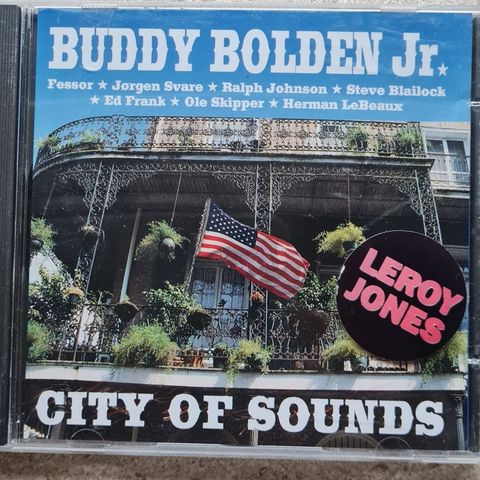 BUDDY BOLDEN Jr.
Fessor ★ Jørgen Svare ★ Ralph Johnson ★ Steve Blailock
★ Ed Frank ★ Ole Skipper ★ Herman LeBeaux
LEROY
JONES
CITY OF SOUNDS